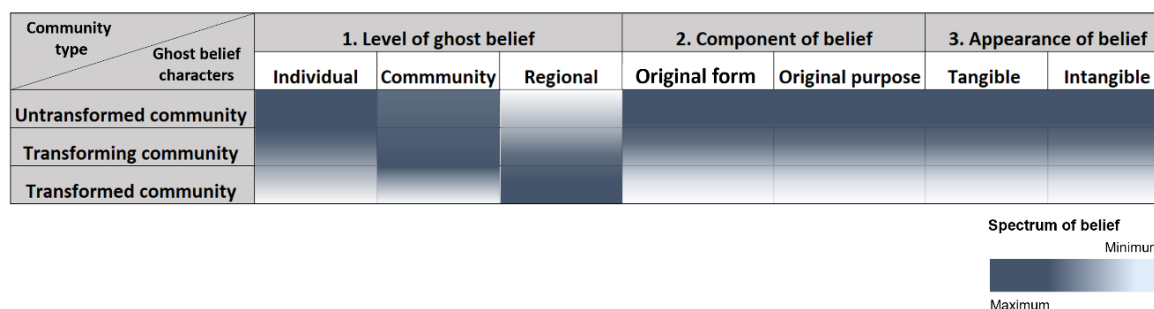 Community
type
Ghost belief
characters
1. Level of ghost belief
2. Component of belief
3. Appearance of belief
Individual
Commmunity
Regional
Original form
Original purpose
Tangible
Intangible
Untransformed community
Transforming community
Transformed community
Spectrum of belief
Minimum
Maximum